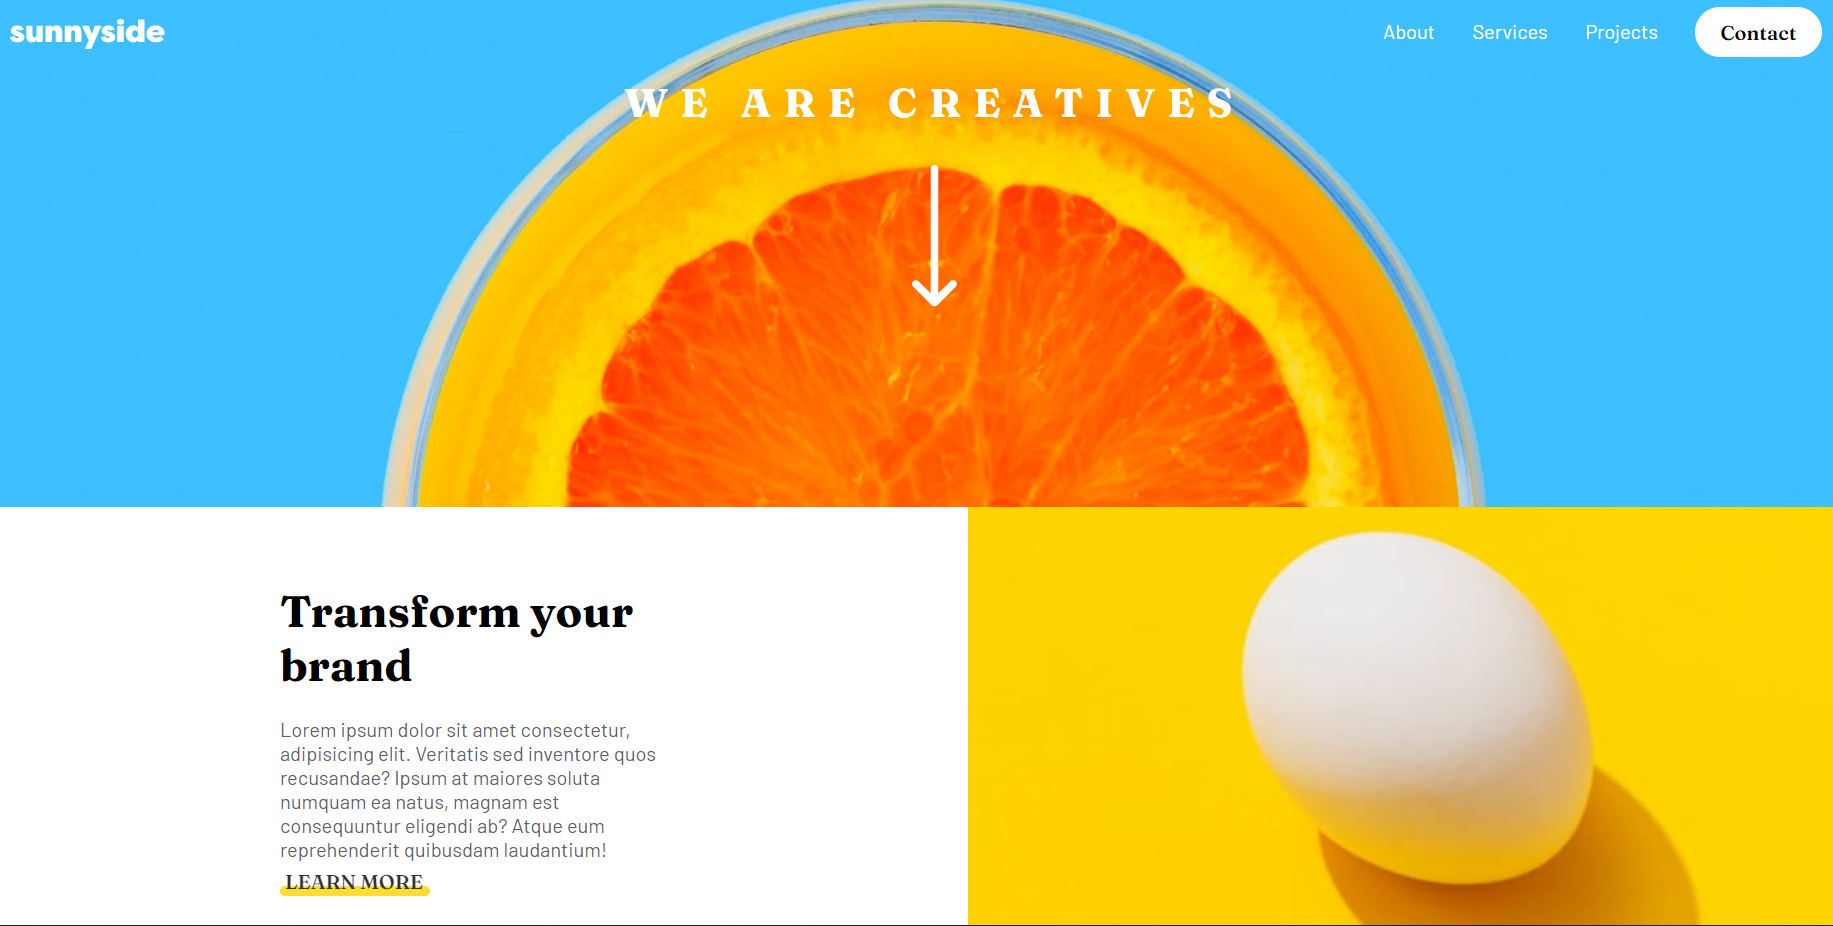 sunnyside
About Services Projects Contact
WE ARE CREATIVES
Transform your
brand
Lorem ipsum dolor sit amet consectetur,
adipisicing elit. Veritatis sed inventore quos
recusandae? Ipsum at maiores soluta
numquam ea natus, magnam est
consequuntur eligendi ab? Atque eum
reprehenderit quibusdam laudantium!
LEARN MORE